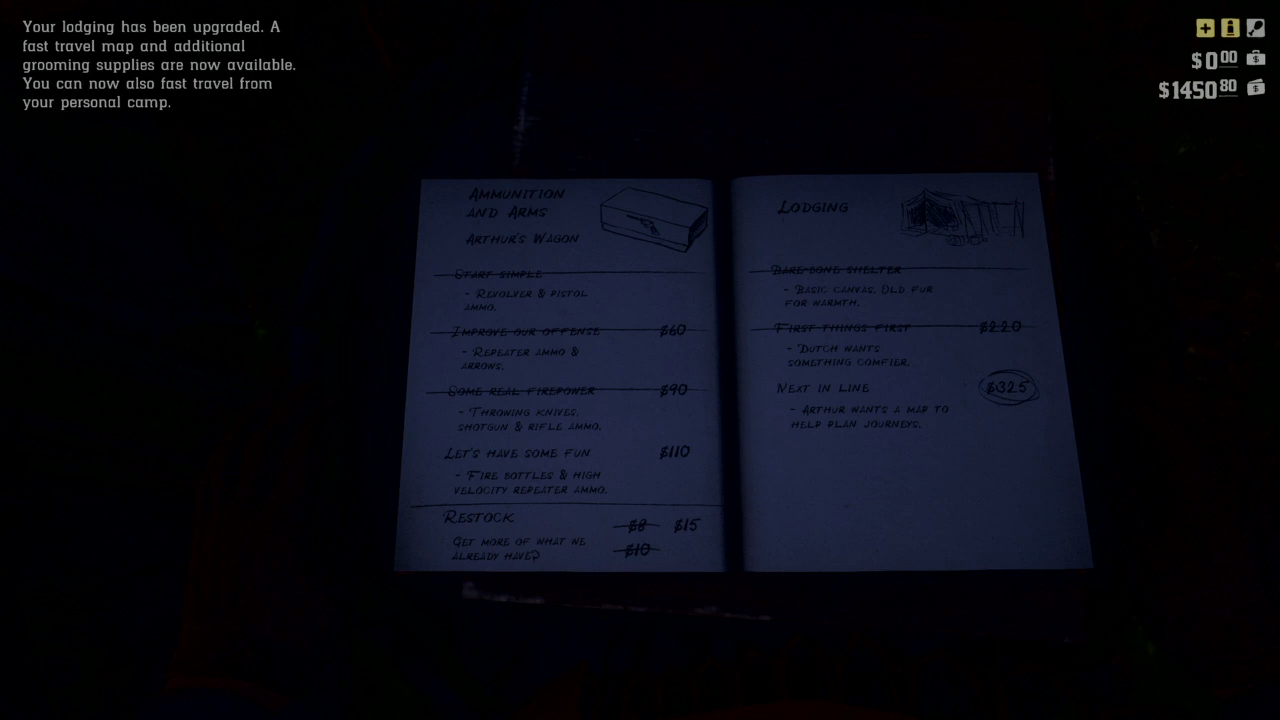 Your lodging has been upgraded. A
fast travel map and additional
grooming supplies are now available.
You can now also fast travel from
your personal camp.
$0.00
$1450.80
AMMUNITION
AND ARMS
ARTHUR'S WAGON
START SIMPLE
- REVOLVER & PISTOL
AMMO.
IMPROVE OUR OFFENSE $60
- REPEATER AMMO &
ARROWS.
SOME REAL FIREPOWER $90
- THROWING KNIVES,
SHOTGUN & RIFLE AMMO.
LET'S HAVE SOME FUN $110
- FIRE BOTTLES & HIGH
VELOCITY REPEATER AMMO.
RESTOCK $8 $15
GET MORE OF WHAT WE $10
ALREADY HAVE?
LODGING
BARE-BONE SHELTER
- BASIC CANVAS. OLD FUR
FOR WARMTH.
FIRST THINGS FIRST $220
- DUTCH WANTS
SOMETHING COMFIER.
NEXT IN LINE $325
- ARTHUR WANTS A MAP TO
HELP PLAN JOURNEYS.